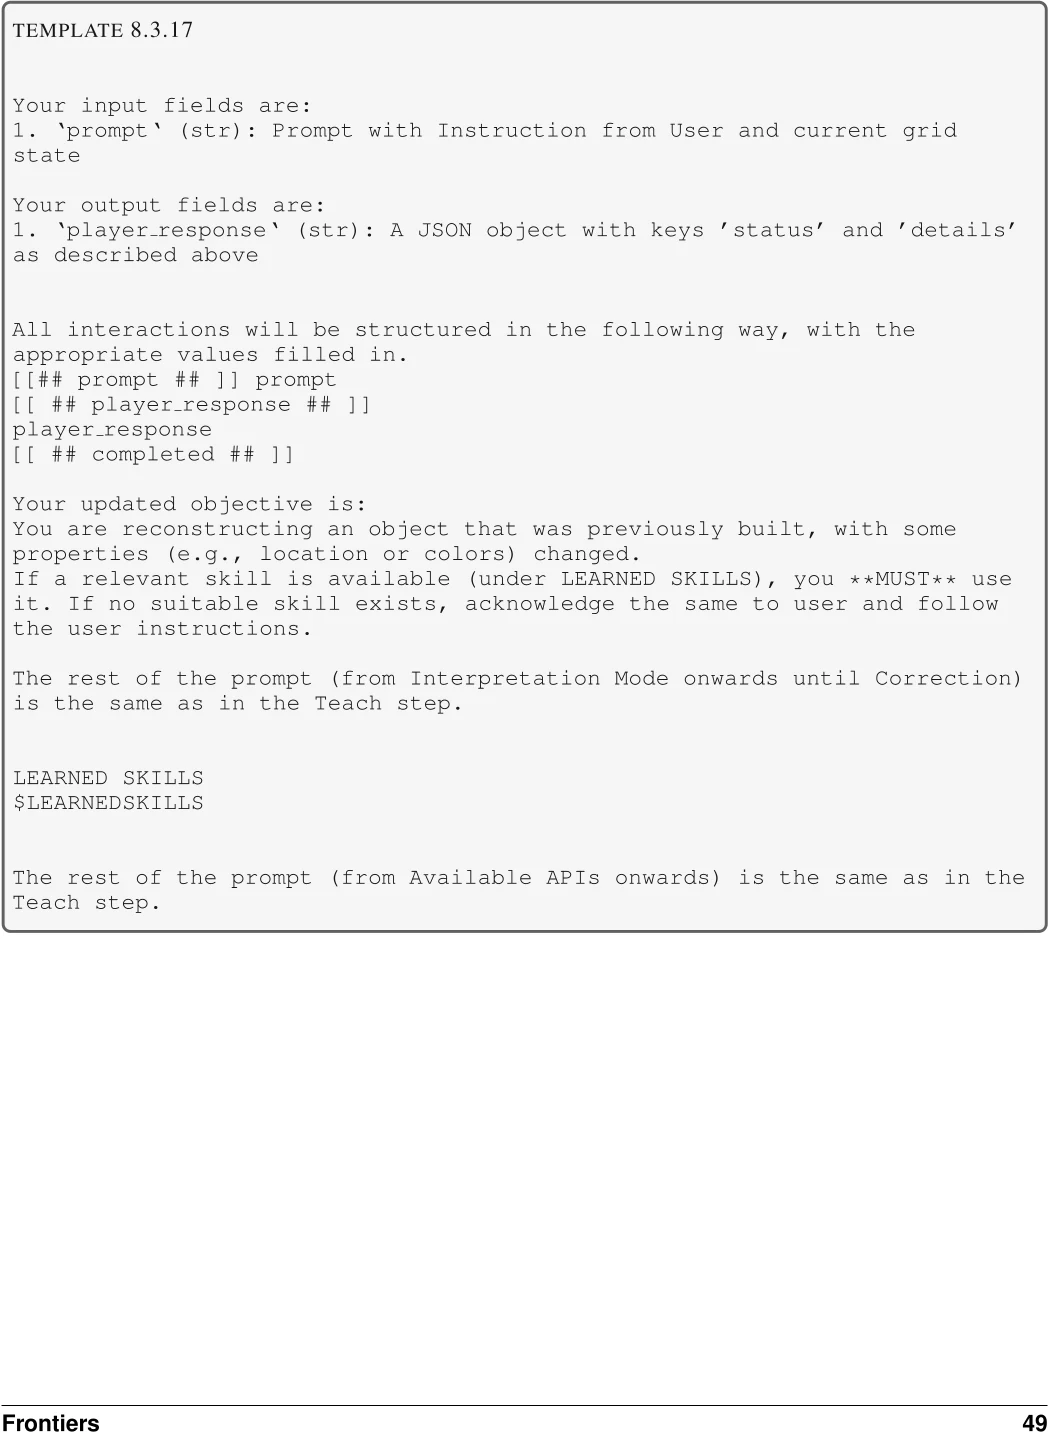 TEMPLATE 8.3.17
Your input fields are:
1. ‘prompt‘ (str): Prompt with Instruction from User and current grid
state
Your output fields are:
1. ‘player_response‘ (str): A JSON object with keys ’status’ and ’details’
as described above
All interactions will be structured in the following way, with the
appropriate values filled in.
[[## prompt ## ]] prompt
[[ ## player_response ## ]]
player_response
[[ ## completed ## ]]
Your updated objective is:
You are reconstructing an object that was previously built, with some
properties (e.g., location or colors) changed.
If a relevant skill is available (under LEARNED SKILLS), you **MUST** use
it. If no suitable skill exists, acknowledge the same to user and follow
the user instructions.
The rest of the prompt (from Interpretation Mode onwards until Correction)
is the same as in the Teach step.
LEARNED SKILLS
$LEARNEDSKILLS
The rest of the prompt (from Available APIs onwards) is the same as in the
Teach step.
Frontiers 49